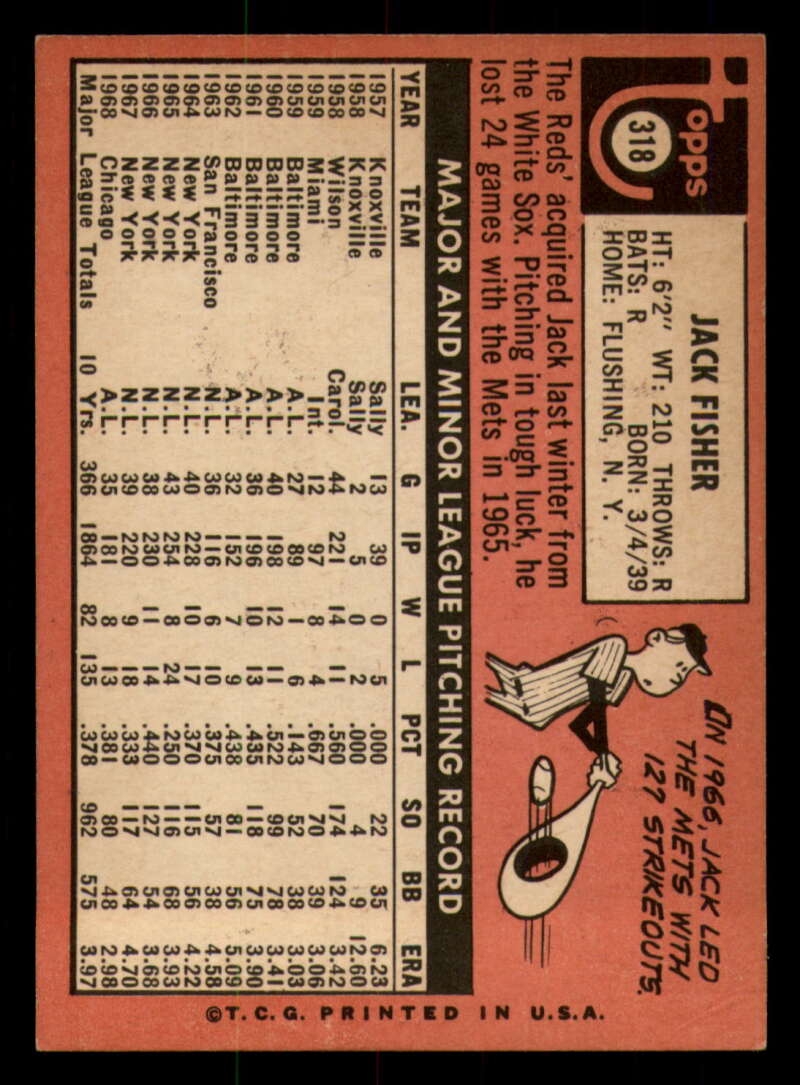 Topps
318
JACK FISHER
HT: 6'2" WT: 210 THROWS: R
BATS: R BORN: 3/4/39
HOME: FLUSHING, N. Y.
The Reds' acquired Jack last winter from
the White Sox. Pitching in tough luck, he
lost 24 games with the Mets in 1965.
IN 1966, JACK LED
THE METS WITH
127 STRIKEOUTS.
MAJOR AND MINOR LEAGUE PITCHING RECORD
YEAR TEAM LEA. G IP W L PCT SO BB ERA
1957 Knoxville Sally 13 39 0 5 .000 22 35 6.23
1958 Knoxville Sally 2 5 0 2 .000 4 9 12.60
1958 Wilson Carol. 44 221 14 11 .560 174 124 3.42
1959 Miami Int. 12 97 8 4 .667 70 39 3.06
1959 Baltimore A.L. 27 89 1 6 .143 52 38 3.03
1960 Baltimore A.L. 40 198 12 11 .522 99 78 3.41
1961 Baltimore A.L. 36 196 10 13 .435 118 75 3.90
1962 Baltimore A.L. 32 152 7 9 .438 81 56 5.09
1963 San Francisco N.L. 36 116 6 10 .375 57 38 4.58
1964 New York N.L. 40 228 10 17 .370 115 56 4.22
1965 New York N.L. 43 254 8 24 .250 116 68 3.93
1966 New York N.L. 38 230 11 14 .440 127 54 3.68
1967 New York N.L. 39 220 9 18 .333 117 64 4.70
1968 Chicago A.L. 35 181 8 13 .381 80 48 2.98
Major League Totals 10 Yrs. 366 1864 82 135 .378 962 575 3.97
©T.C.G. PRINTED IN U.S.A.